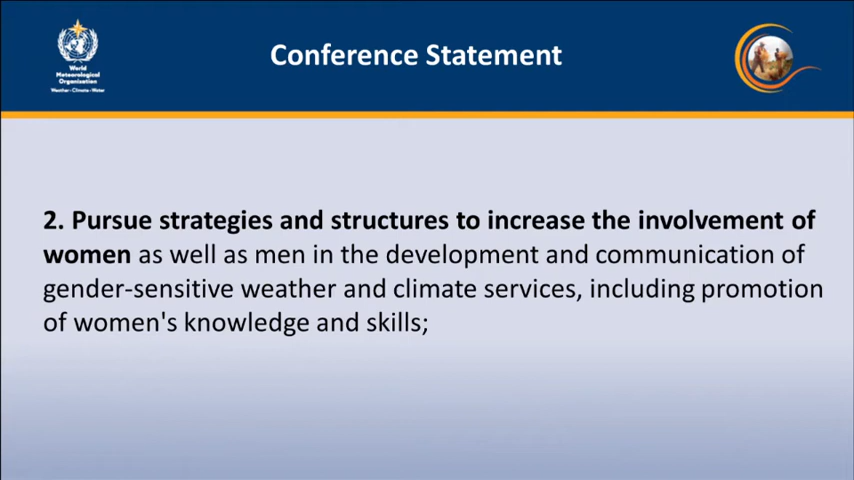 Conference Statement
World
Meteorological
Organization
Weather · Climate · Water
2. Pursue strategies and structures to increase the involvement of
women as well as men in the development and communication of
gender-sensitive weather and climate services, including promotion
of women's knowledge and skills;